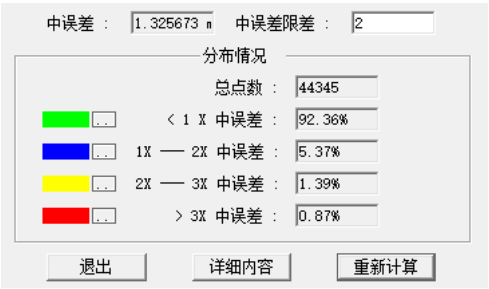 中误差 : 1.325673 m 中误差限差 : 2
分布情况
总点数 : 44345
.. < 1 X 中误差 : 92.36%
.. 1X — 2X 中误差 : 5.37%
.. 2X — 3X 中误差 : 1.39%
.. > 3X 中误差 : 0.87%
退出 详细内容 重新计算